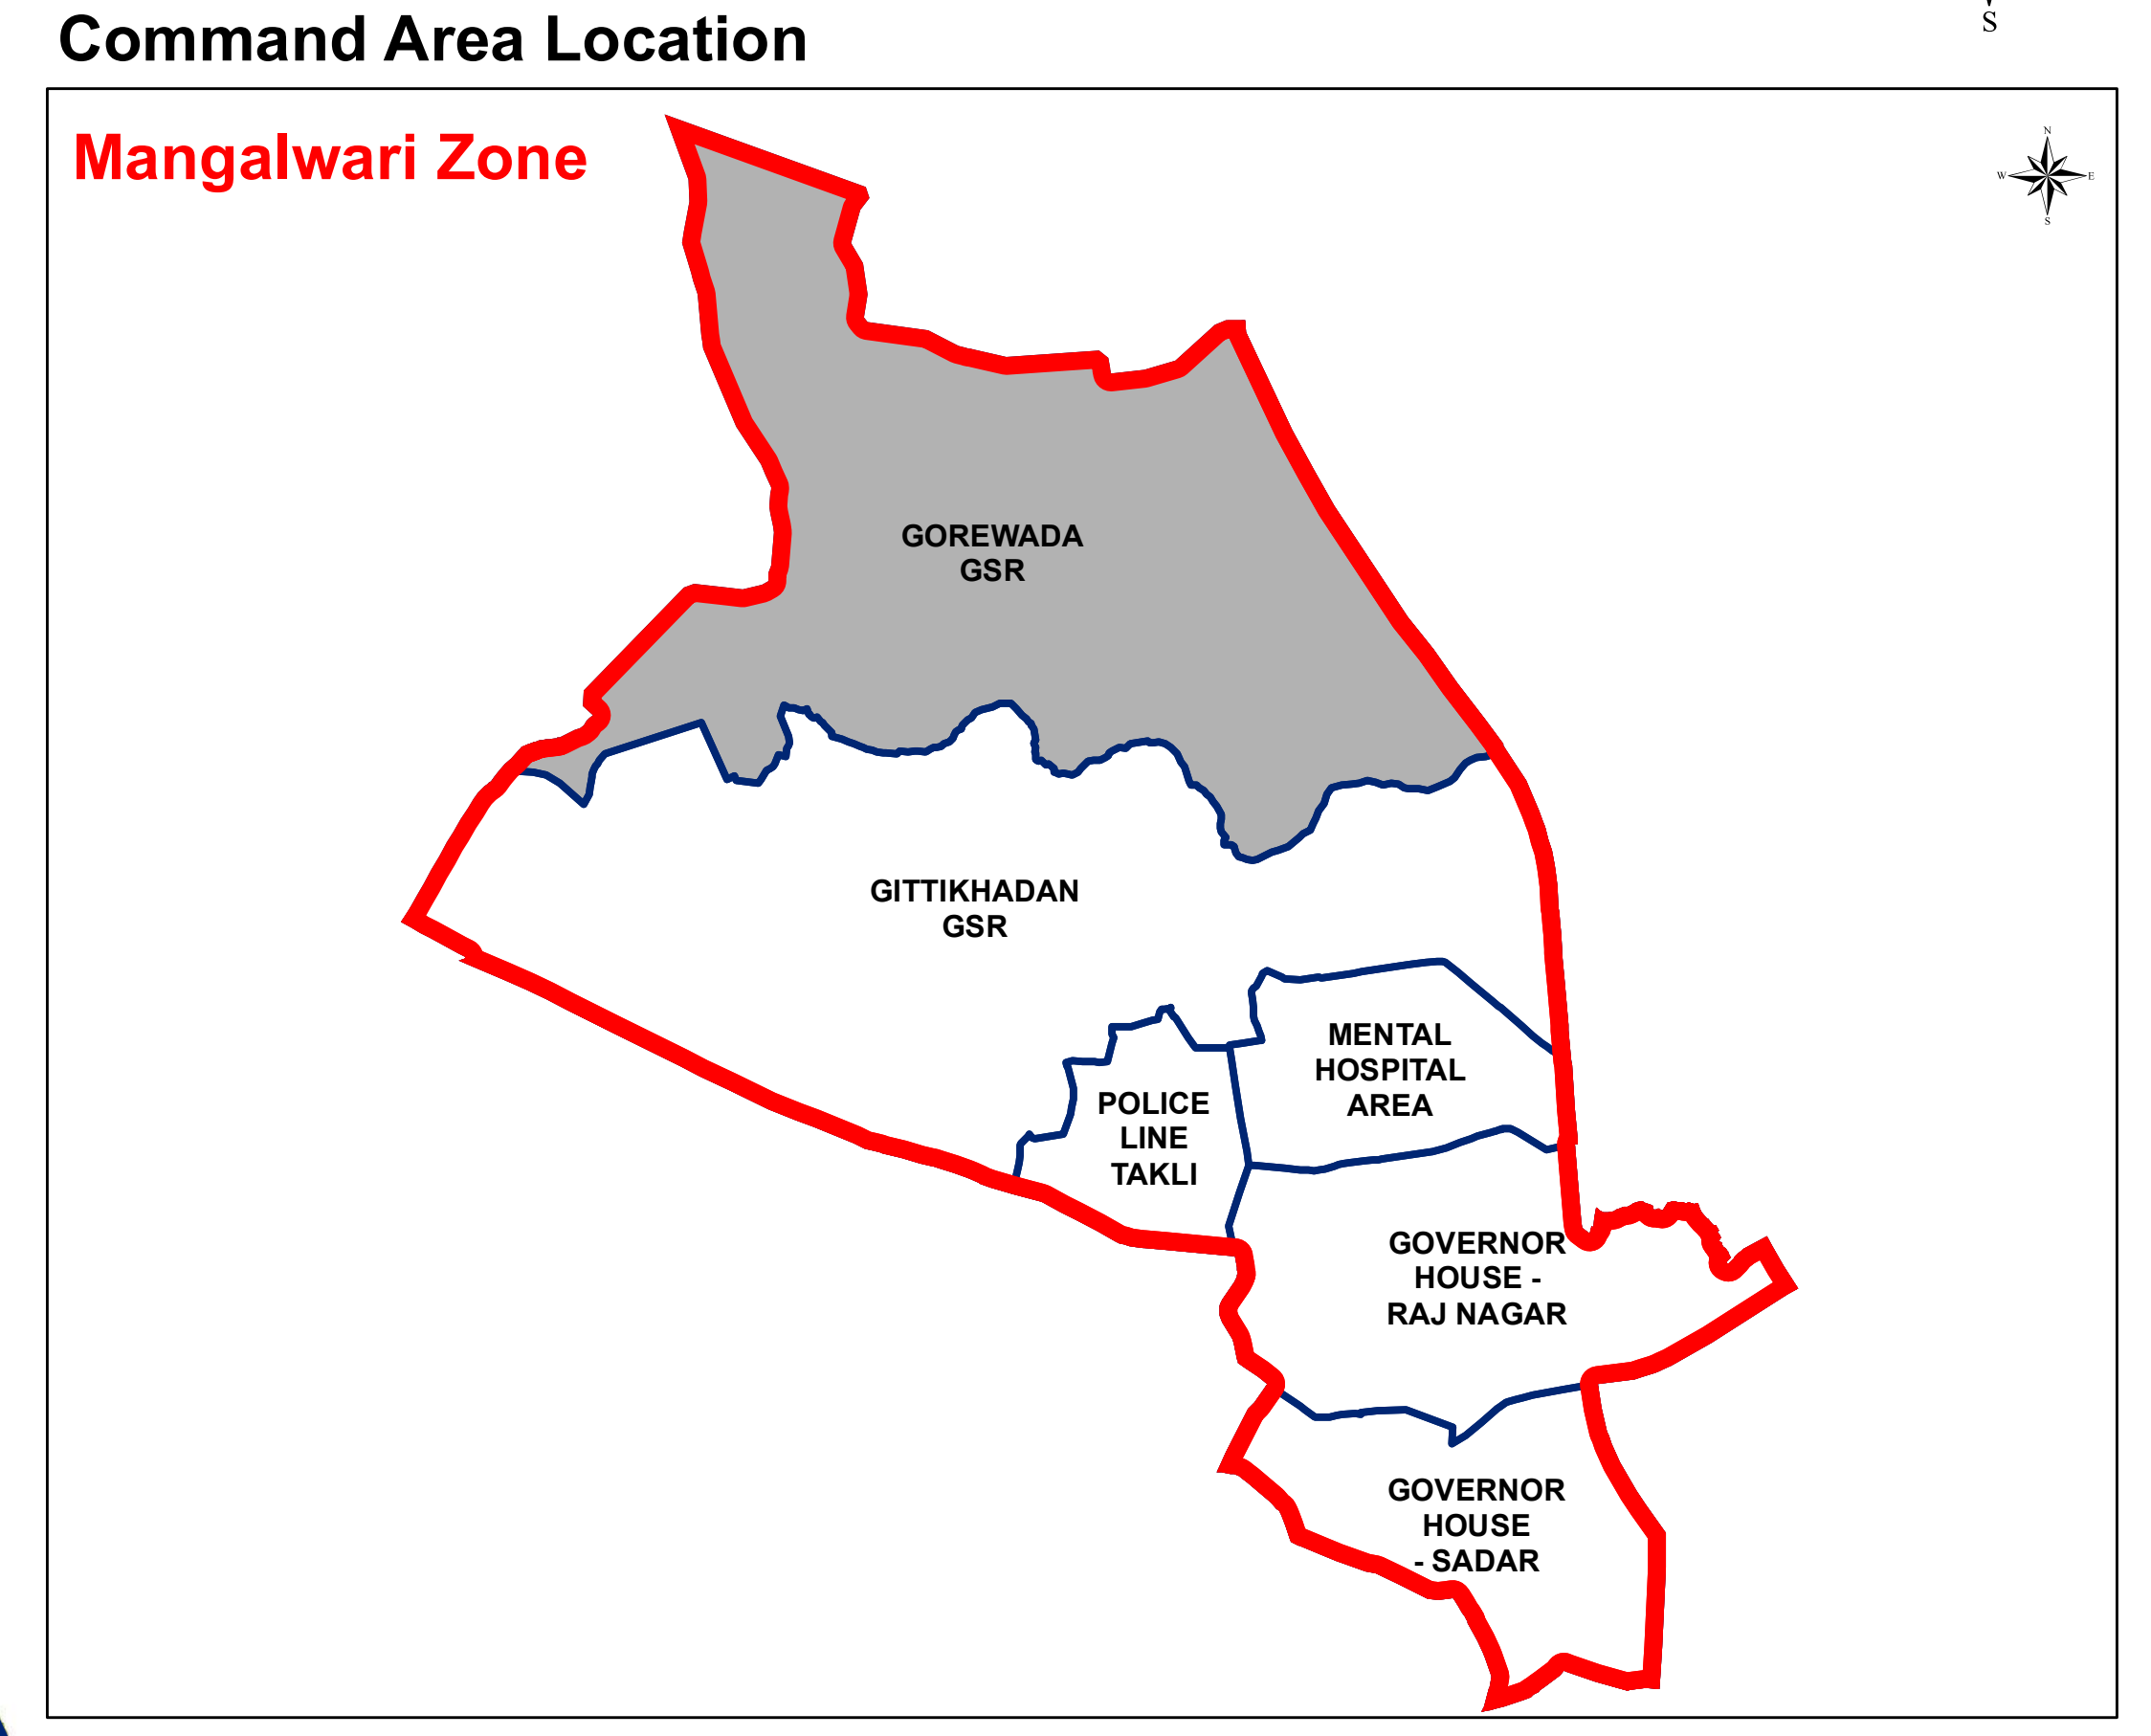 S
Command Area Location
Mangalwari Zone
N
W
E
S
GOREWADA
GSR
GITTIKHADAN
GSR
MENTAL
HOSPITAL
AREA
POLICE
LINE
TAKLI
GOVERNOR
HOUSE -
RAJ NAGAR
GOVERNOR
HOUSE
- SADAR